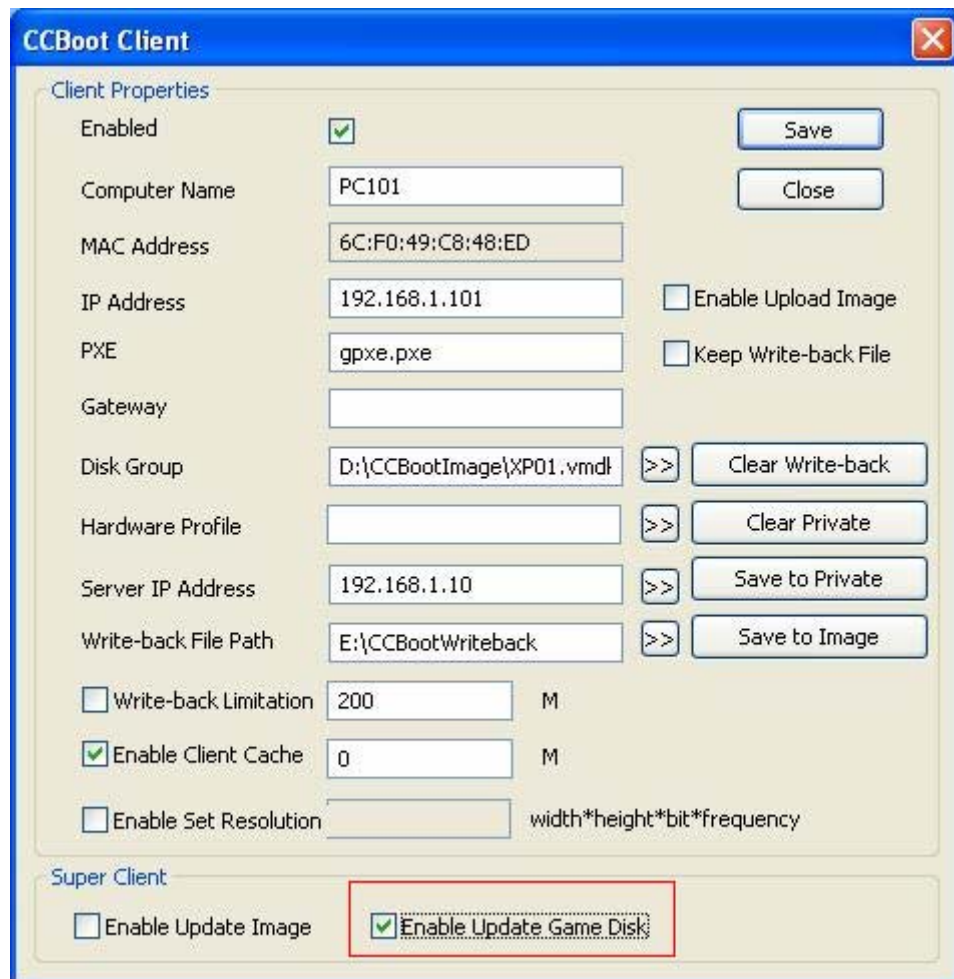 CCBoot Client
Client Properties
Enabled
Save
Computer Name PC101
Close
MAC Address 6C:F0:49:C8:48:ED
IP Address 192.168.1.101 Enable Upload Image
PXE gpxe.pxe Keep Write-back File
Gateway
Disk Group D:\CCBootImage\XP01.vmdk >> Clear Write-back
Hardware Profile >> Clear Private
Server IP Address 192.168.1.10 >> Save to Private
Write-back File Path E:\CCBootWriteback >> Save to Image
Write-back Limitation 200 M
Enable Client Cache 0 M
Enable Set Resolution width*height*bit*frequency
Super Client
Enable Update Image Enable Update Game Disk